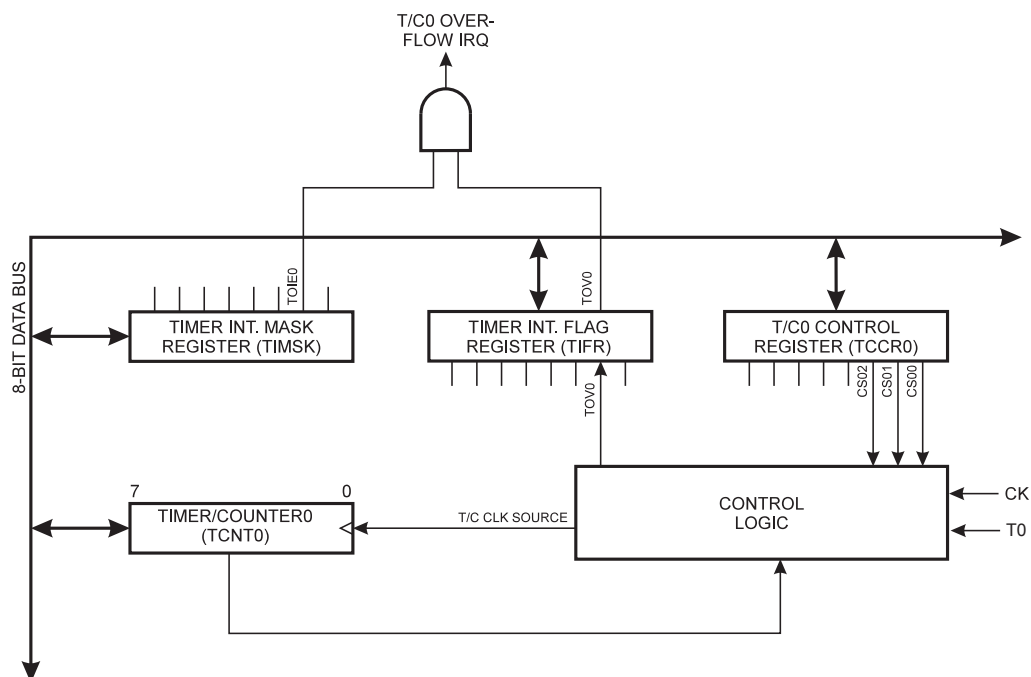 T/C0 OVER-
FLOW IRQ
8-BIT DATA BUS
TOIE0
TOV0
TIMER INT. MASK
REGISTER (TIMSK)
TIMER INT. FLAG
REGISTER (TIFR)
T/C0 CONTROL
REGISTER (TCCR0)
TOV0
CS02
CS01
CS00
7
0
TIMER/COUNTER0
(TCNT0)
T/C CLK SOURCE
CONTROL
LOGIC
CK
T0